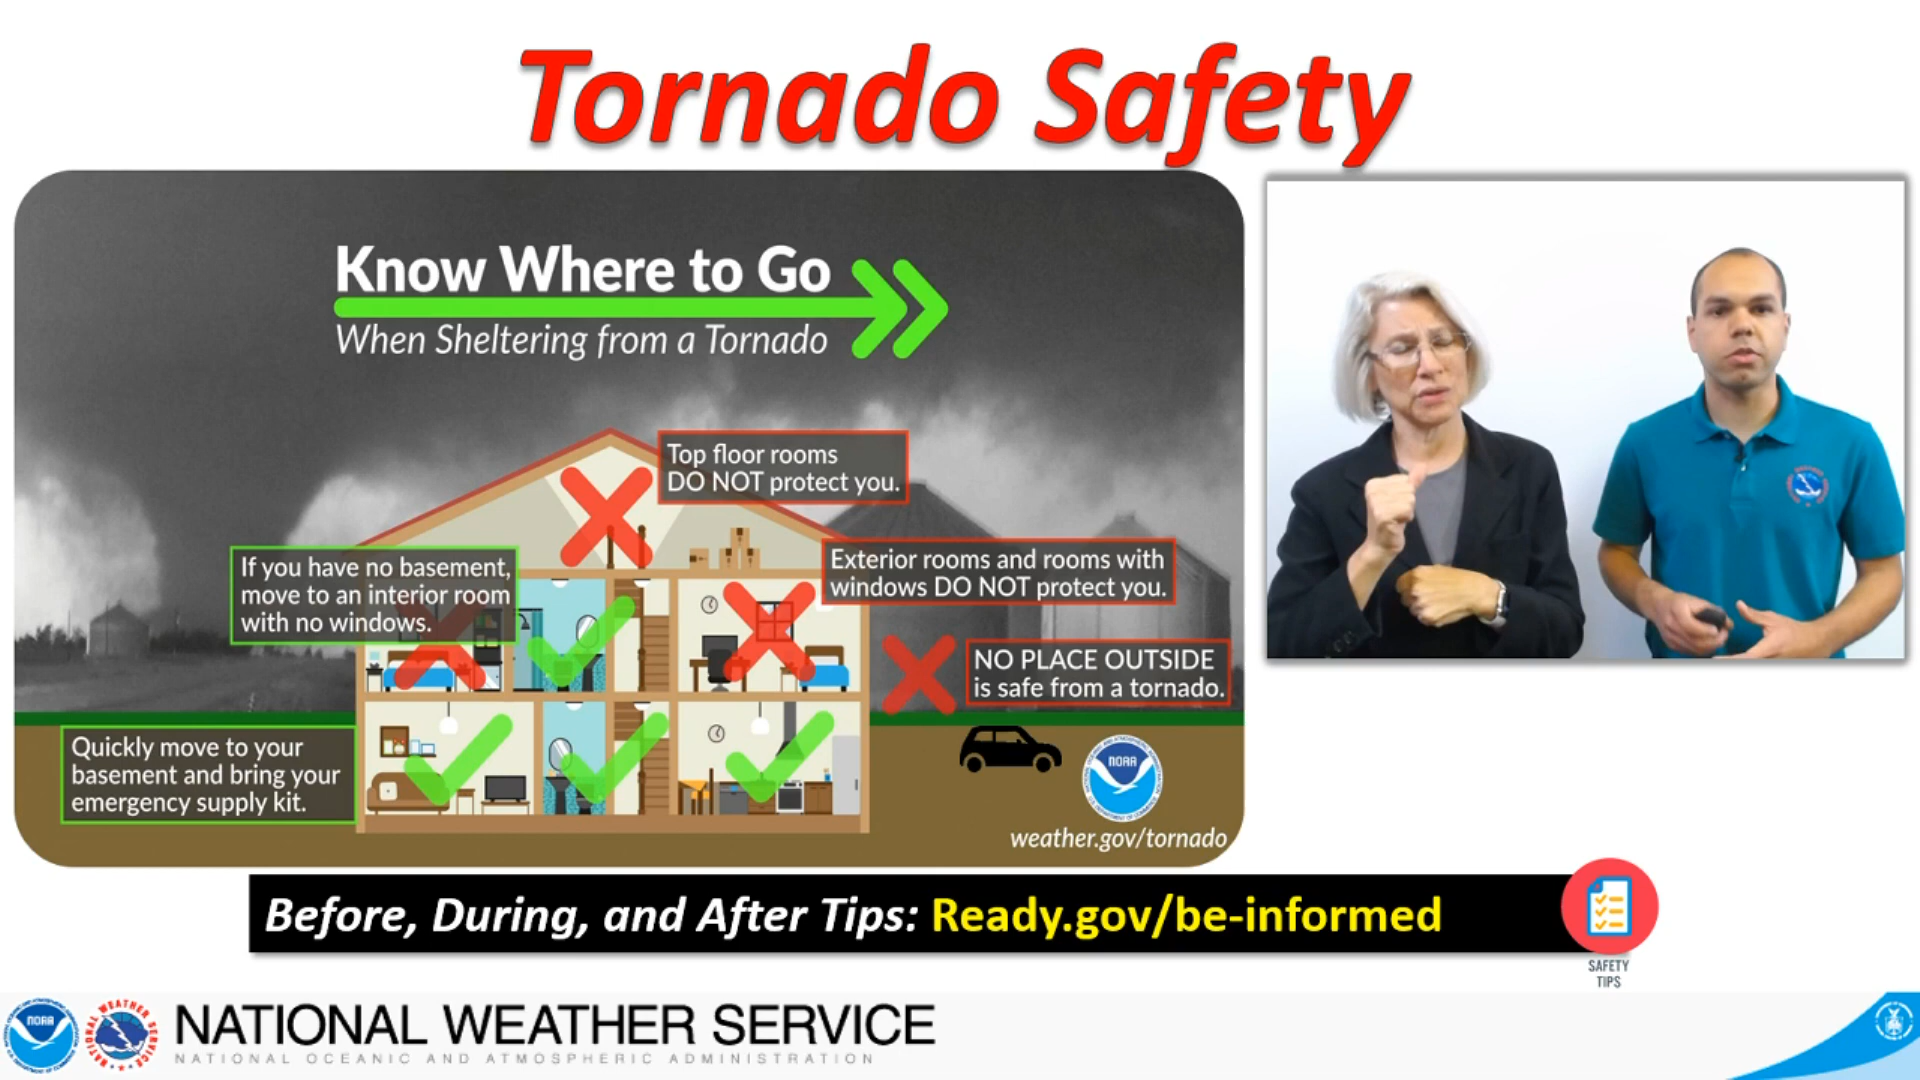 Tornado Safety
Know Where to Go
When Sheltering from a Tornado
Top floor rooms
DO NOT protect you.
If you have no basement,
move to an interior room
with no windows.
Exterior rooms and rooms with
windows DO NOT protect you.
NO PLACE OUTSIDE
is safe from a tornado.
Quickly move to your
basement and bring your
emergency supply kit.
NOAA
weather.gov/tornado
Before, During, and After Tips: Ready.gov/be-informed
SAFETY
TIPS
NOAA
NATIONAL WEATHER SERVICE
NATIONAL OCEANIC AND ATMOSPHERIC ADMINISTRATION